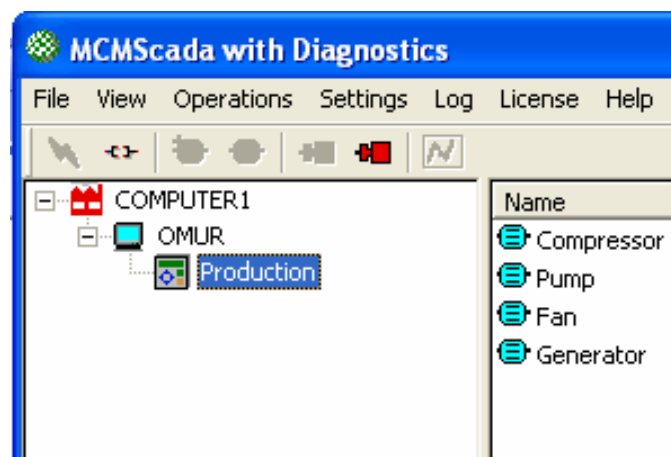 MCMScada with Diagnostics
File View Operations Settings Log License Help
COMPUTER1
OMUR
Production
Name
Compressor
Pump
Fan
Generator